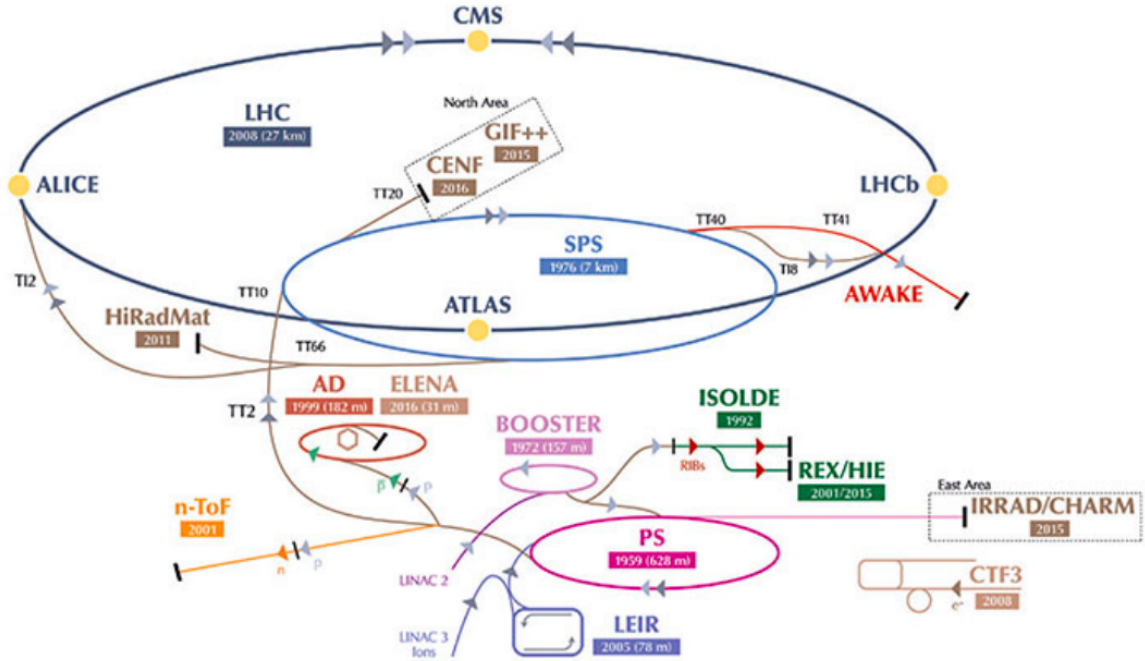 CMS
North Area
LHC
2008 (27 km)
GIF++
2015
CENF
2016
ALICE
LHCb
TT20
TT40
TT41
SPS
1976 (7 km)
TI8
TI2
TT10
ATLAS
AWAKE
HiRadMat
2011
TT66
AD
1999 (182 m)
ELENA
2016 (31 m)
TT2
ISOLDE
1992
BOOSTER
1972 (157 m)
RIBs
REX/HIE
2001/2015
p̄
p
East Area
n-ToF
2001
IRRAD/CHARM
2015
PS
1959 (628 m)
n
p
LINAC 2
CTF3
2008
e⁻
LEIR
2005 (78 m)
LINAC 3
Ions